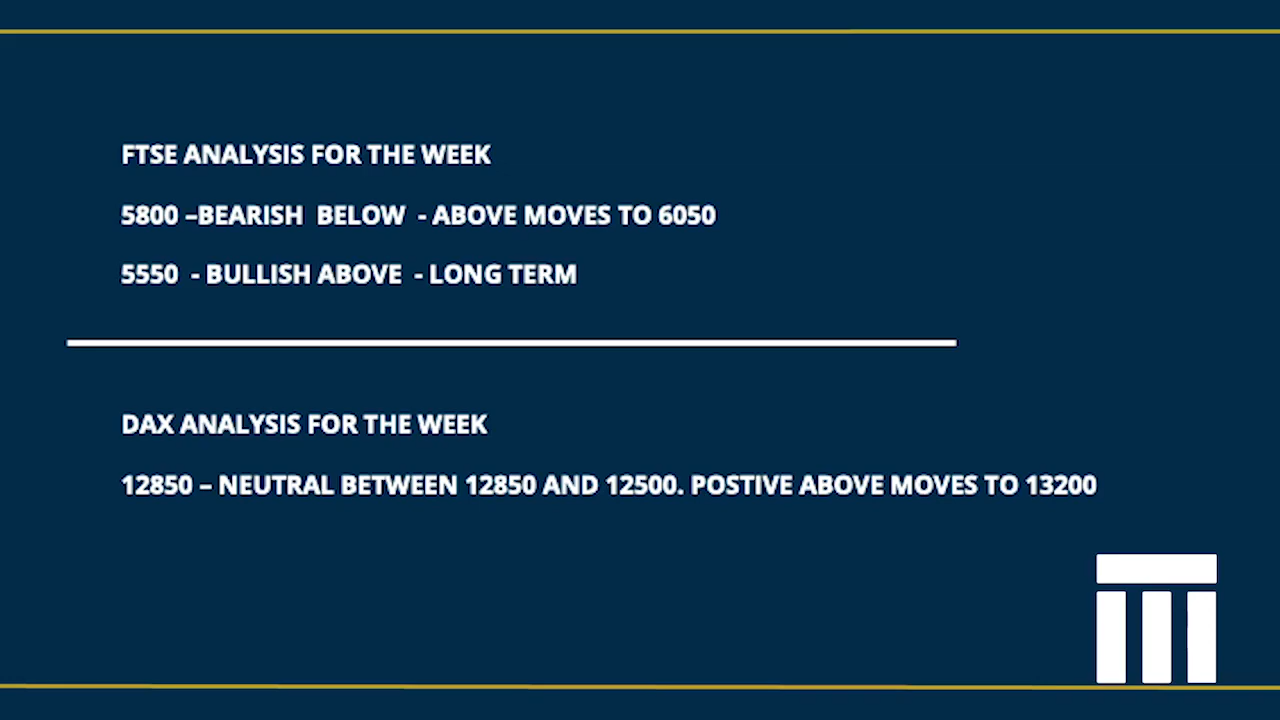 FTSE ANALYSIS FOR THE WEEK
5800 –BEARISH  BELOW  - ABOVE MOVES TO 6050
5550  - BULLISH ABOVE  - LONG TERM
DAX ANALYSIS FOR THE WEEK
12850 – NEUTRAL BETWEEN 12850 AND 12500. POSTIVE ABOVE MOVES TO 13200